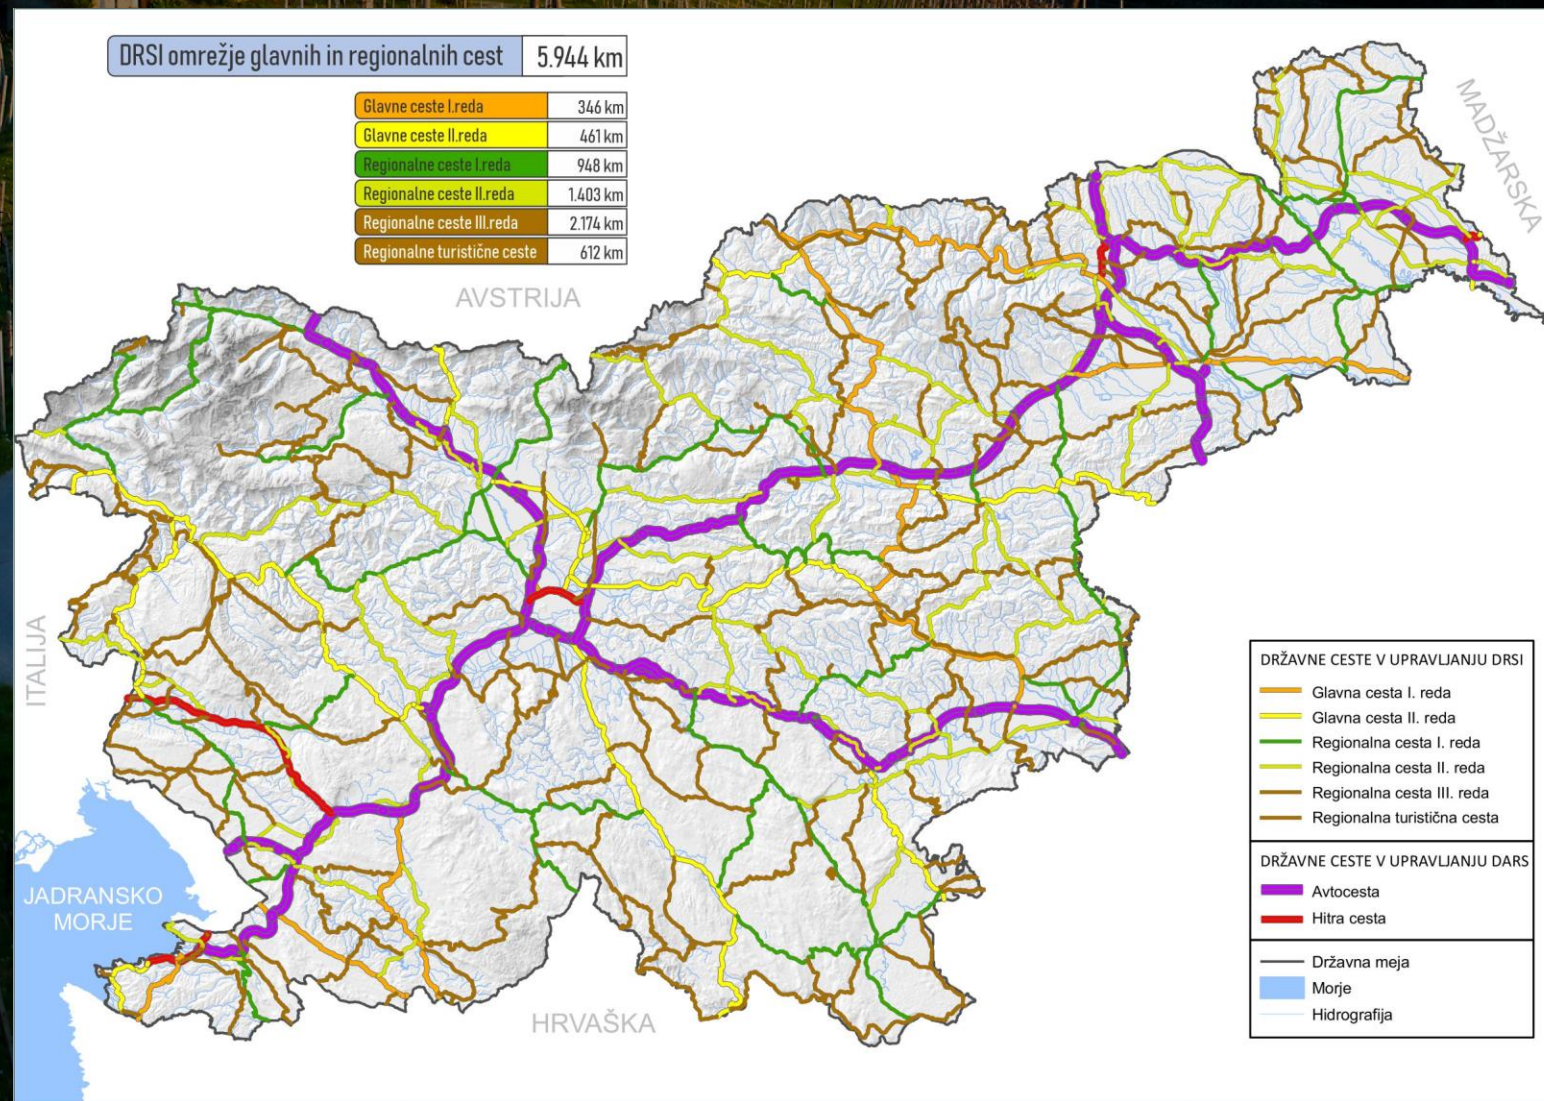 DRSI omrežje glavnih in regionalnih cest 5.944 km
Glavne ceste I.reda 346 km
Glavne ceste II.reda 461 km
Regionalne ceste I.reda 948 km
Regionalne ceste II.reda 1.403 km
Regionalne ceste III.reda 2.174 km
Regionalne turistične ceste 612 km
MADŽARSKA
AVSTRIJA
ITALIJA
JADRANSKO
MORJE
HRVAŠKA
DRŽAVNE CESTE V UPRAVLJANJU DRSI
Glavna cesta I. reda
Glavna cesta II. reda
Regionalna cesta I. reda
Regionalna cesta II. reda
Regionalna cesta III. reda
Regionalna turistična cesta
DRŽAVNE CESTE V UPRAVLJANJU DARS
Avtocesta
Hitra cesta
Državna meja
Morje
Hidrografija